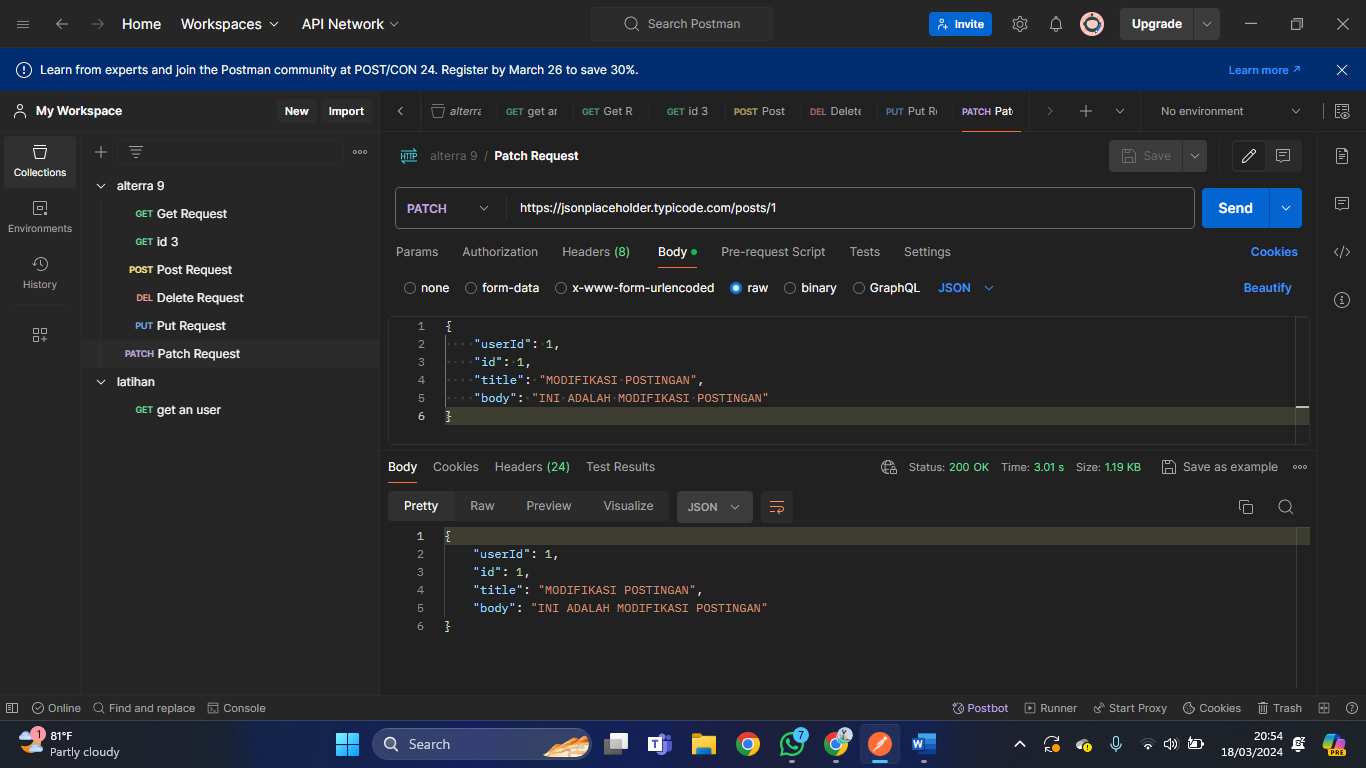 Home Workspaces API Network Search Postman Invite Upgrade
Learn from experts and join the Postman community at POST/CON 24. Register by March 26 to save 30%. Learn more
My Workspace New Import alterra GET get ar GET Get R GET id 3 POST Post DEL Delete PUT Put R PATCH Pat No environment
HTTP alterra 9 / Patch Request Save
Collections
Environments
History
alterra 9
GET Get Request
GET id 3
POST Post Request
DEL Delete Request
PUT Put Request
PATCH Patch Request
latihan
GET get an user
PATCH https://jsonplaceholder.typicode.com/posts/1 Send
Params Authorization Headers (8) Body Pre-request Script Tests Settings Cookies
none form-data x-www-form-urlencoded raw binary GraphQL JSON Beautify
1 {
2 "userId": 1,
3 "id": 1,
4 "title": "MODIFIKASI POSTINGAN",
5 "body": "INI ADALAH MODIFIKASI POSTINGAN"
6 }
Body Cookies Headers (24) Test Results Status: 200 OK Time: 3.01 s Size: 1.19 KB Save as example
Pretty Raw Preview Visualize JSON
1 {
2 "userId": 1,
3 "id": 1,
4 "title": "MODIFIKASI POSTINGAN",
5 "body": "INI ADALAH MODIFIKASI POSTINGAN"
6 }
Online Find and replace Console Postbot Runner Start Proxy Cookies Trash
1 81°F
Partly cloudy
Search
7
20:54
18/03/2024
PRE